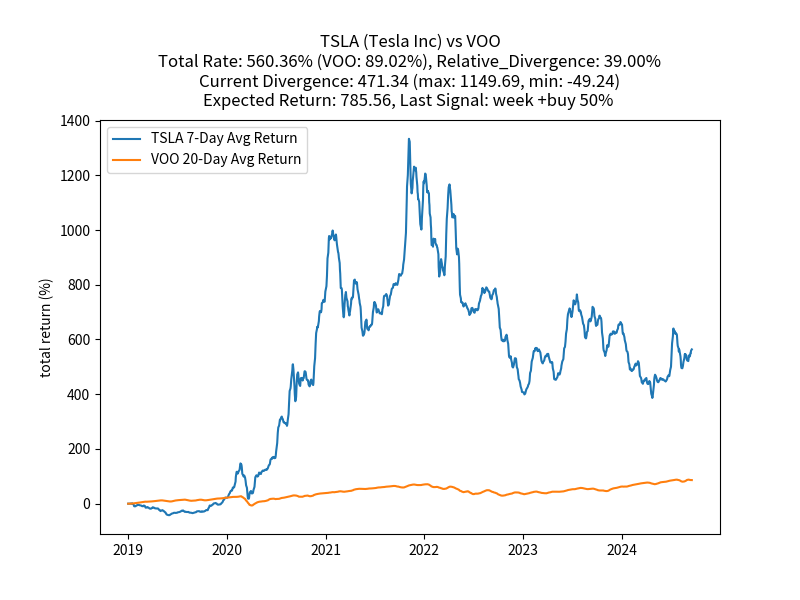 TSLA (Tesla Inc) vs VOO
Total Rate: 560.36% (VOO: 89.02%), Relative_Divergence: 39.00%
Current Divergence: 471.34 (max: 1149.69, min: -49.24)
Expected Return: 785.56, Last Signal: week +buy 50%
TSLA 7-Day Avg Return
VOO 20-Day Avg Return
total return (%)
1400
1200
1000
800
600
400
200
0
2019
2020
2021
2022
2023
2024